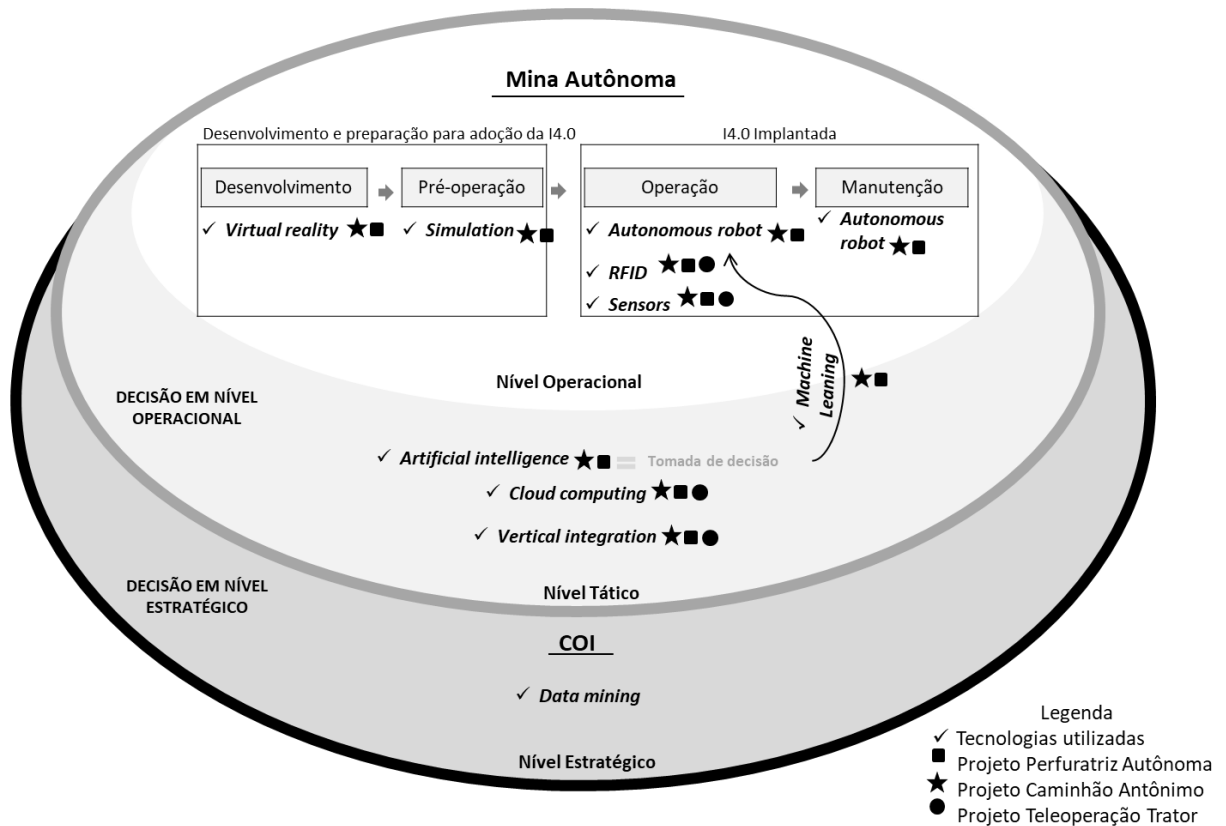 Mina Autônoma
Desenvolvimento e preparação para adoção da I4.0
I4.0 Implantada
Desenvolvimento
Pré-operação
Operação
Manutenção
✓ Virtual reality ★■
✓ Simulation ★■
✓ Autonomous robot ★■
✓ RFID ★■●
✓ Sensors ★■●
✓ Autonomous
robot ★■
✓ Machine
Leaning
★■
Nível Operacional
DECISÃO EM NÍVEL
OPERACIONAL
✓ Artificial intelligence ★■ = Tomada de decisão
✓ Cloud computing ★■●
✓ Vertical integration ★■●
Nível Tático
DECISÃO EM NÍVEL
ESTRATÉGICO
COI
✓ Data mining
Nível Estratégico
Legenda
✓ Tecnologias utilizadas
■ Projeto Perfuratriz Autônoma
★ Projeto Caminhão Antônimo
● Projeto Teleoperação Trator